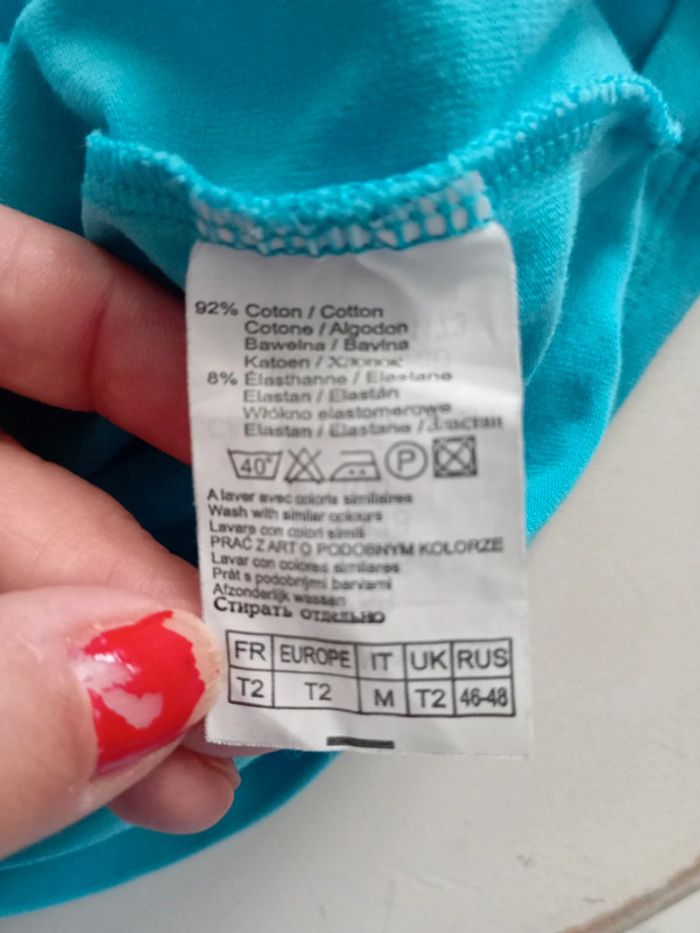 92% Coton / Cotton
Cotone / Algodon
Bawełna / Bavlna
Katoen / Хлопок
8% Élasthanne / Elastane
Elastan / Elastán
Włókno elastomerowe
Elastan / Elastano / Эластан
40°
P
A laver avec coloris similaires
Wash with similar colours
Lavare con colori simili
PRAĆ Z ART O PODOBNYM KOLORZE
Lavar con colores similares
Prát s podobnými barvami
Afzonderlijk wassen
Стирать отдельно
FR EUROPE IT UK RUS
T2 T2 M T2 46-48